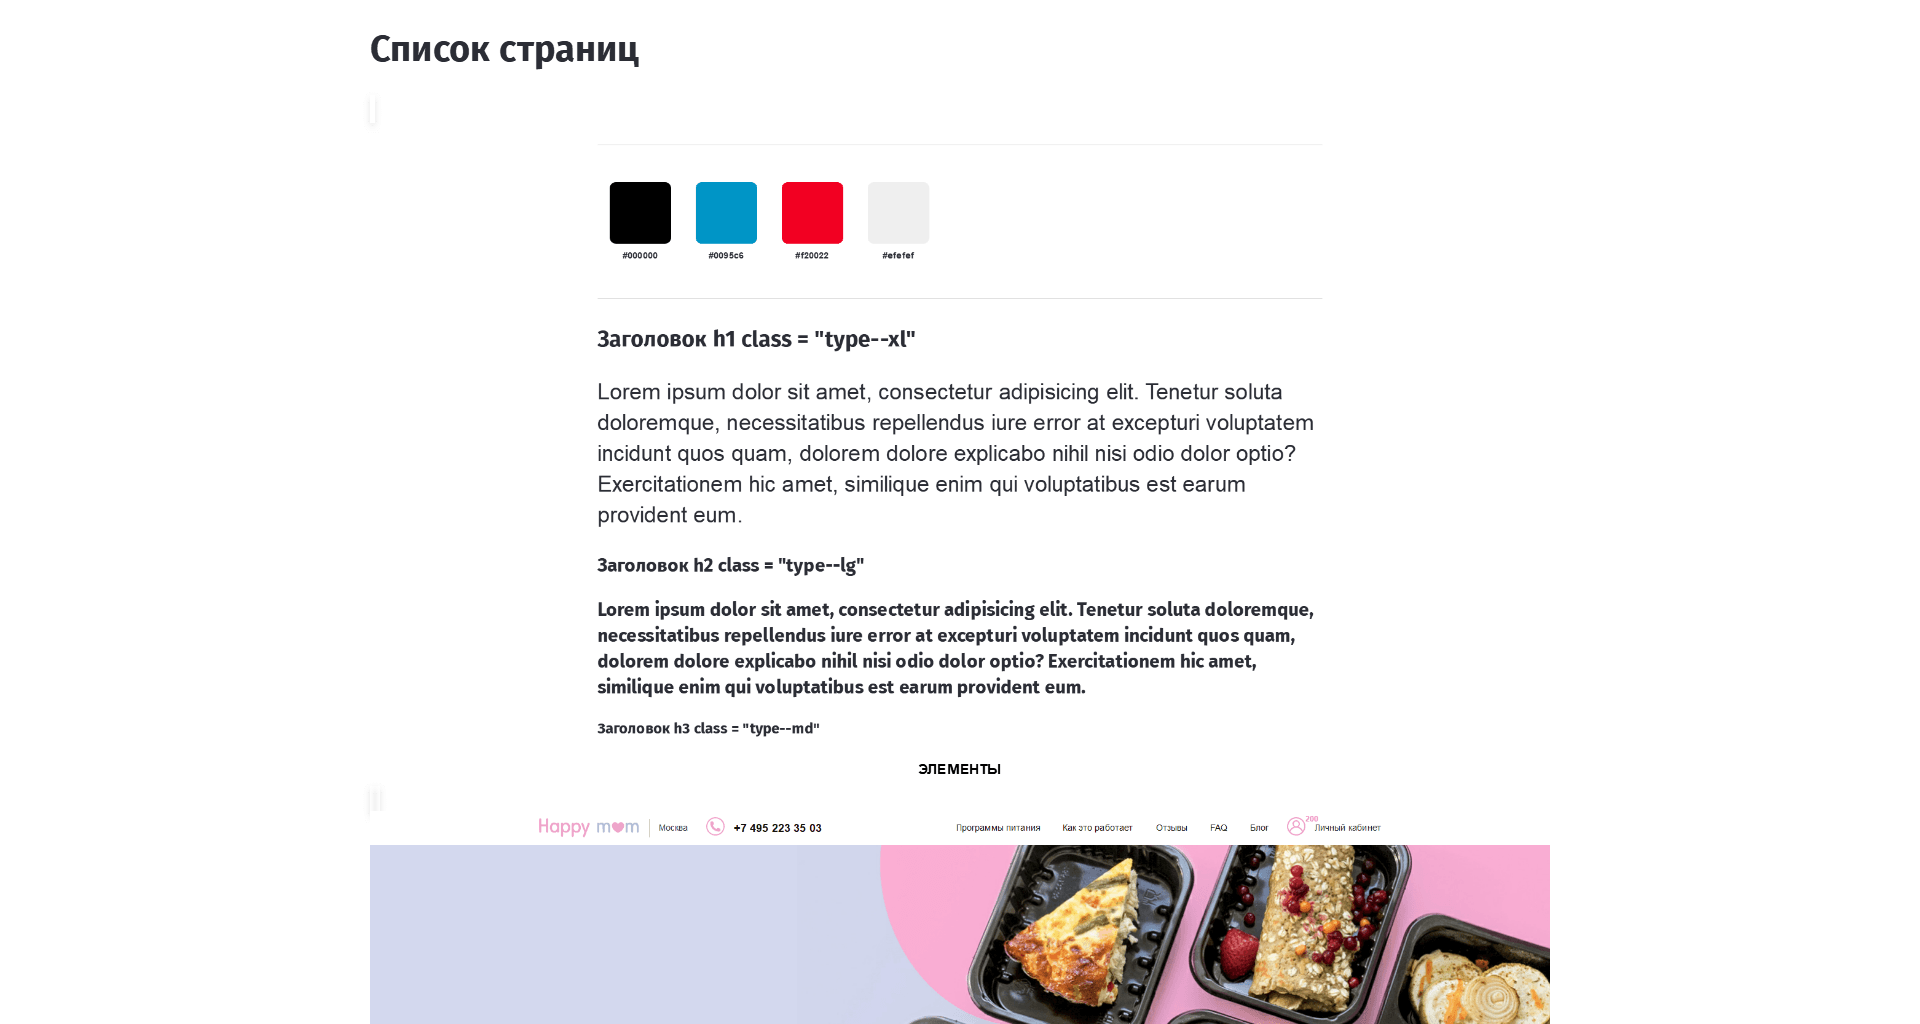 Список страниц
#000000 #0095c6 #f20022 #efefef
Заголовок h1 class = "type--xl"
Lorem ipsum dolor sit amet, consectetur adipisicing elit. Tenetur soluta
doloremque, necessitatibus repellendus iure error at excepturi voluptatem
incidunt quos quam, dolorem dolore explicabo nihil nisi odio dolor optio?
Exercitationem hic amet, similique enim qui voluptatibus est earum
provident eum.
Заголовок h2 class = "type--lg"
Lorem ipsum dolor sit amet, consectetur adipisicing elit. Tenetur soluta doloremque,
necessitatibus repellendus iure error at excepturi voluptatem incidunt quos quam,
dolorem dolore explicabo nihil nisi odio dolor optio? Exercitationem hic amet,
similique enim qui voluptatibus est earum provident eum.
Заголовок h3 class = "type--md"
ЭЛЕМЕНТЫ
Happy mom Москва +7 495 223 35 03 Программы питания Как это работает Отзывы FAQ Блог 200 Личный кабинет